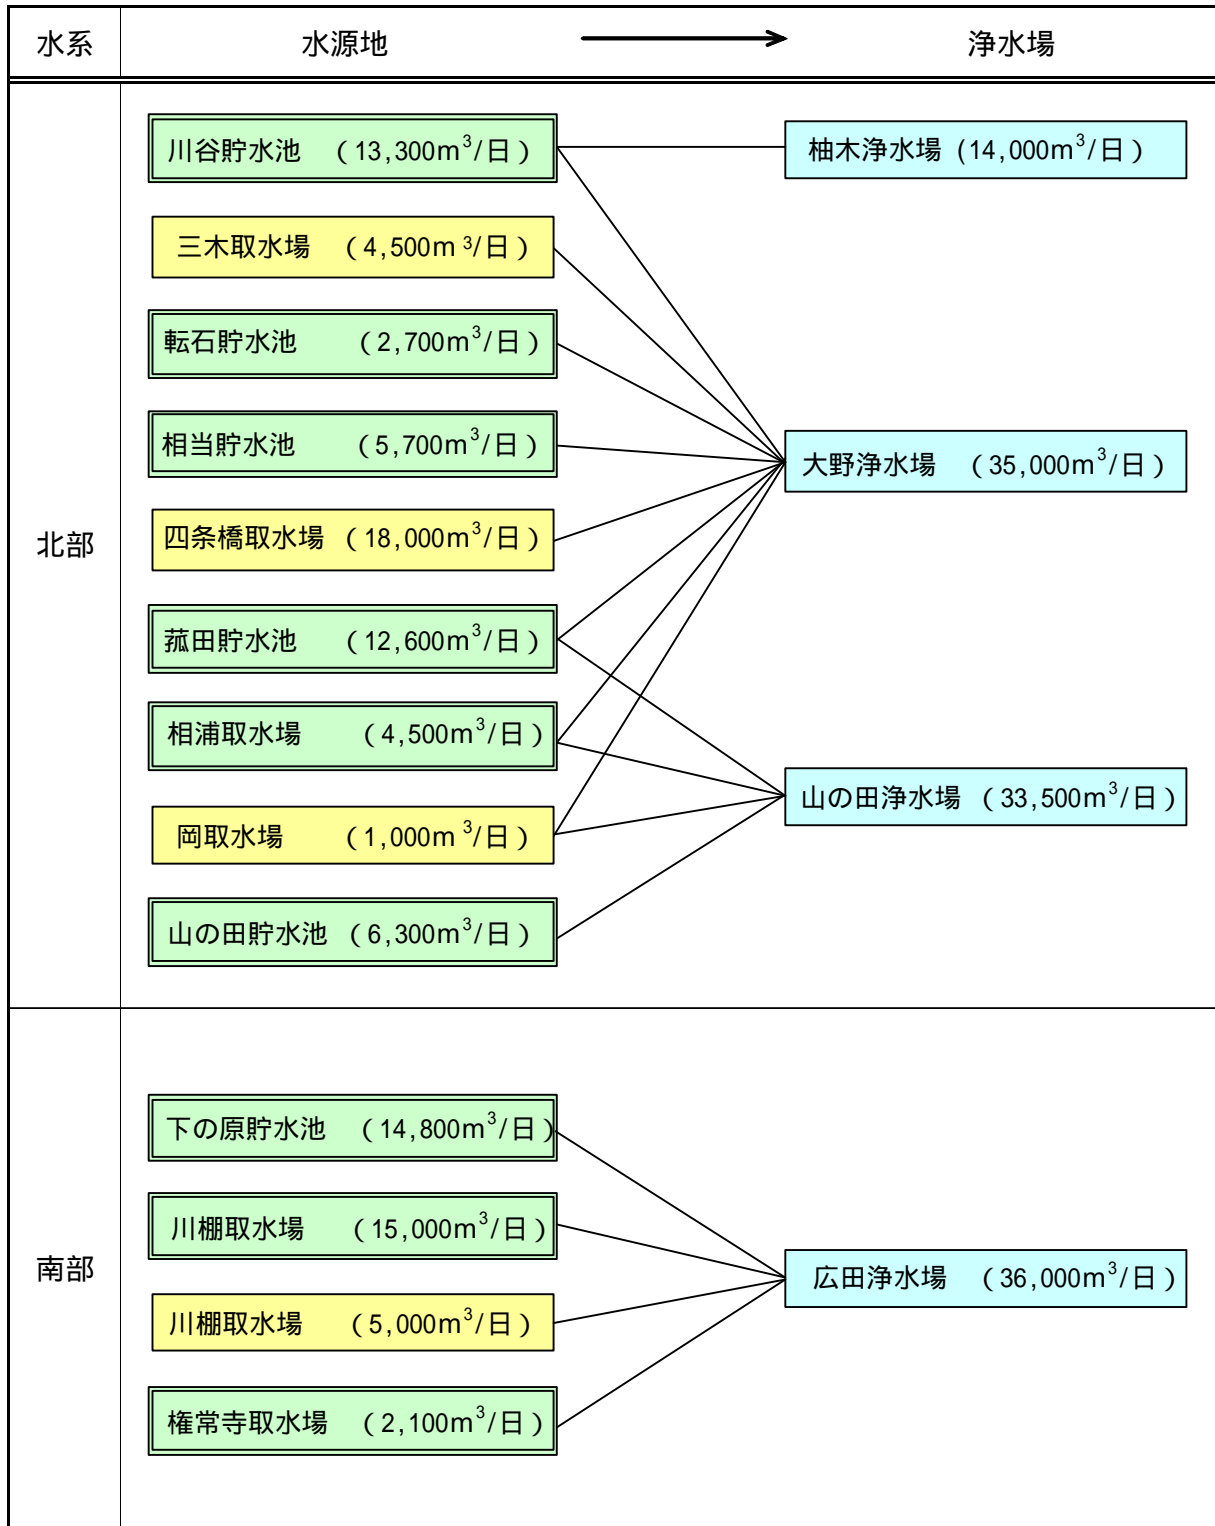 水系 水源地 浄水場
川谷貯水池 (13,300m³/日) 柚木浄水場 (14,000m³/日)
三木取水場 (4,500m³/日)
転石貯水池 (2,700m³/日)
相当貯水池 (5,700m³/日) 大野浄水場 (35,000m³/日)
北部 四条橋取水場 (18,000m³/日)
菰田貯水池 (12,600m³/日)
相浦取水場 (4,500m³/日)
山の田浄水場 (33,500m³/日)
岡取水場 (1,000m³/日)
山の田貯水池 (6,300m³/日)
下の原貯水池 (14,800m³/日)
川棚取水場 (15,000m³/日)
南部 広田浄水場 (36,000m³/日)
川棚取水場 (5,000m³/日)
権常寺取水場 (2,100m³/日)